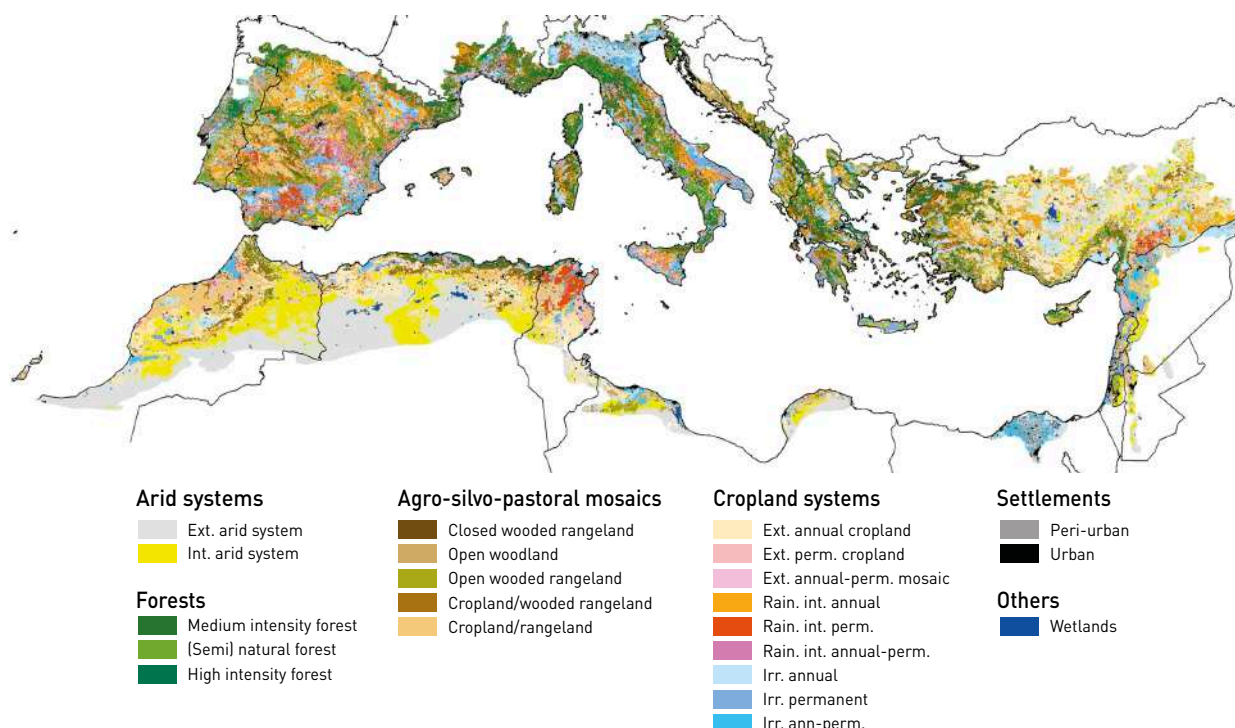 Arid systems
Ext. arid system
Int. arid system
Forests
Medium intensity forest
(Semi) natural forest
High intensity forest
Agro-silvo-pastoral mosaics
Closed wooded rangeland
Open woodland
Open wooded rangeland
Cropland/wooded rangeland
Cropland/rangeland
Cropland systems
Ext. annual cropland
Ext. perm. cropland
Ext. annual-perm. mosaic
Rain. int. annual
Rain. int. perm.
Rain. int. annual-perm.
Irr. annual
Irr. permanent
Irr. ann-perm.
Settlements
Peri-urban
Urban
Others
Wetlands